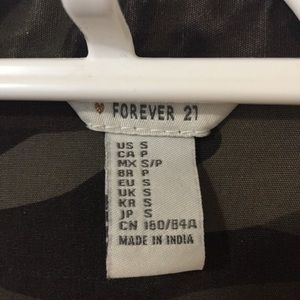 FOREVER 21
US S
CA P
MX S/P
BR P
EU S
UK S
KR S
JP S
CN 160/84A
MADE IN INDIA